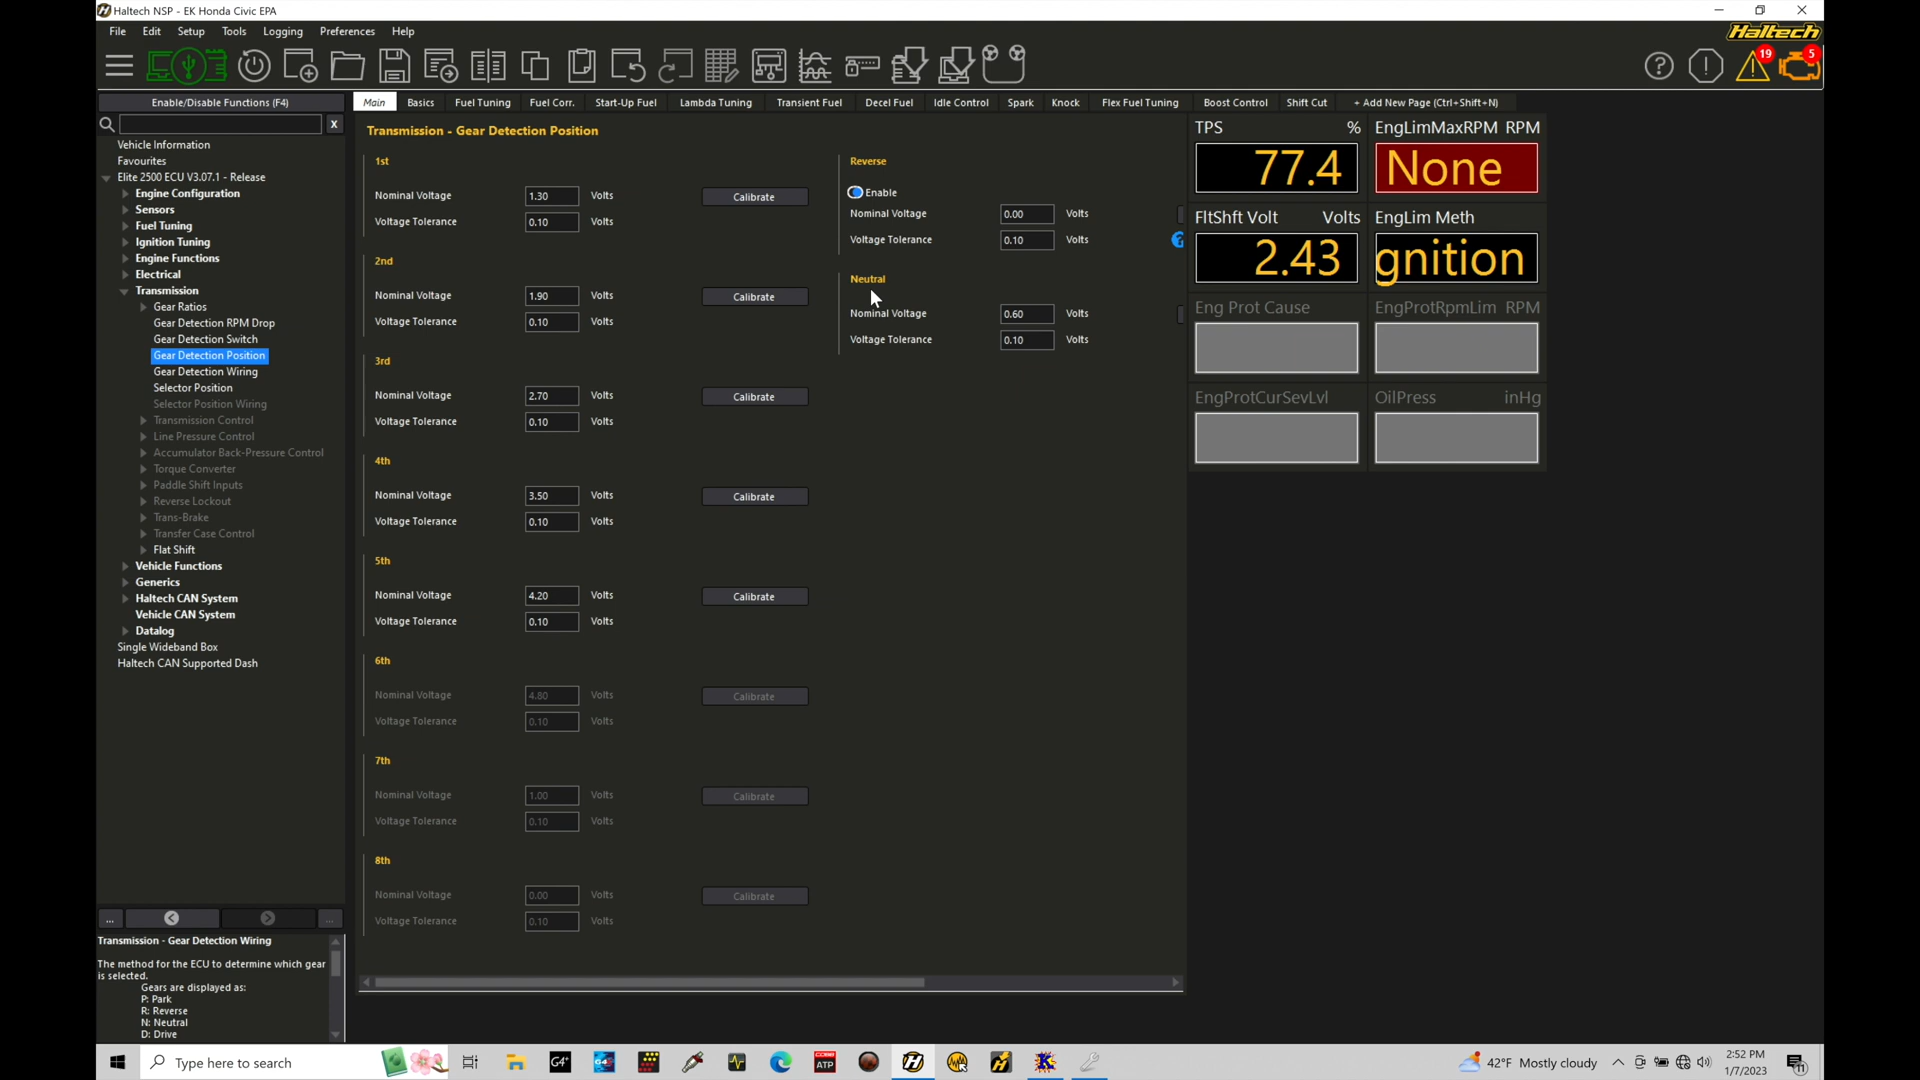 Haltech NSP - EK Honda Civic EPA
File Edit Setup Tools Logging Preferences Help
Haltech
19
5
Enable/Disable Functions (F4)
Main Basics Fuel Tuning Fuel Corr. Start-Up Fuel Lambda Tuning Transient Fuel Decel Fuel Idle Control Spark Knock Flex Fuel Tuning Boost Control Shift Cut + Add New Page (Ctrl+Shift+N)
X
Vehicle Information
Favourites
Elite 2500 ECU V3.07.1 - Release
Engine Configuration
Sensors
Fuel Tuning
Ignition Tuning
Engine Functions
Electrical
Transmission
Gear Ratios
Gear Detection RPM Drop
Gear Detection Switch
Gear Detection Position
Gear Detection Wiring
Selector Position
Selector Position Wiring
Transmission Control
Line Pressure Control
Accumulator Back-Pressure Control
Torque Converter
Paddle Shift Inputs
Reverse Lockout
Trans-Brake
Transfer Case Control
Flat Shift
Vehicle Functions
Generics
Haltech CAN System
Vehicle CAN System
Datalog
Single Wideband Box
Haltech CAN Supported Dash
...
...
Transmission - Gear Detection Wiring
The method for the ECU to determine which gear
is selected.
Gears are displayed as:
P: Park
R: Reverse
N: Neutral
D: Drive
Transmission - Gear Detection Position
1st
Nominal Voltage 1.30 Volts Calibrate
Voltage Tolerance 0.10 Volts
2nd
Nominal Voltage 1.90 Volts Calibrate
Voltage Tolerance 0.10 Volts
3rd
Nominal Voltage 2.70 Volts Calibrate
Voltage Tolerance 0.10 Volts
4th
Nominal Voltage 3.50 Volts Calibrate
Voltage Tolerance 0.10 Volts
5th
Nominal Voltage 4.20 Volts Calibrate
Voltage Tolerance 0.10 Volts
6th
Nominal Voltage 4.80 Volts Calibrate
Voltage Tolerance 0.10 Volts
7th
Nominal Voltage 1.00 Volts Calibrate
Voltage Tolerance 0.10 Volts
8th
Nominal Voltage 0.00 Volts Calibrate
Voltage Tolerance 0.10 Volts
Reverse
Enable
Nominal Voltage 0.00 Volts
Voltage Tolerance 0.10 Volts
Neutral
Nominal Voltage 0.60 Volts
Voltage Tolerance 0.10 Volts
TPS % EngLimMaxRPM RPM
77.4 None
FltShft Volt Volts EngLim Meth
2.43 gnition
Eng Prot Cause EngProtRpmLim RPM
EngProtCurSevLvl OilPress inHg
Type here to search
G4+
ATP
42°F Mostly cloudy
2:52 PM
1/7/2023
11